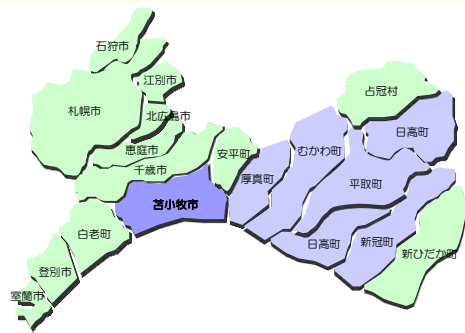 石狩市
江別市
札幌市
北広島市
恵庭市
千歳市
安平町
占冠村
日高町
むかわ町
厚真町
平取町
苫小牧市
白老町
日高町
新冠町
新ひだか町
登別市
室蘭市